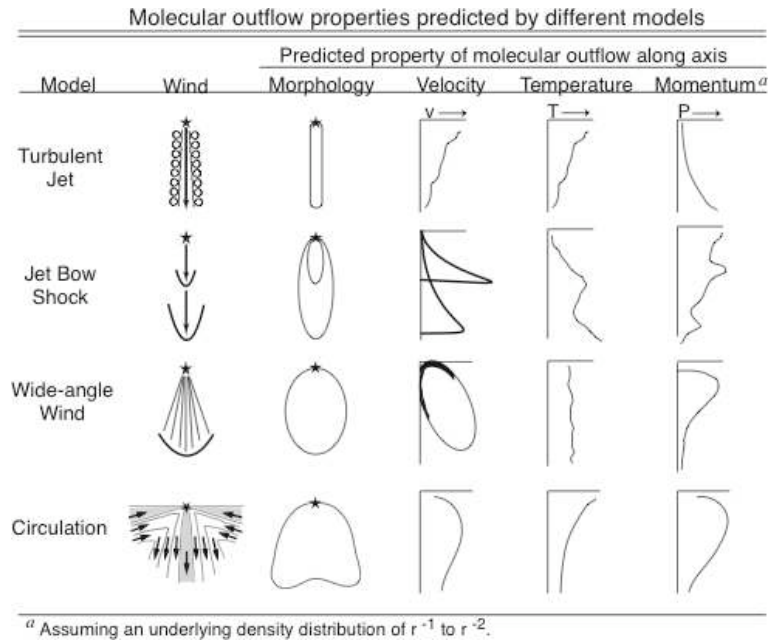 Molecular outflow properties predicted by different models
Predicted property of molecular outflow along axis
Model Wind Morphology Velocity Temperature Momentum a
v → T → P →
Turbulent
Jet
Jet Bow
Shock
Wide-angle
Wind
Circulation
a Assuming an underlying density distribution of r -1 to r -2.